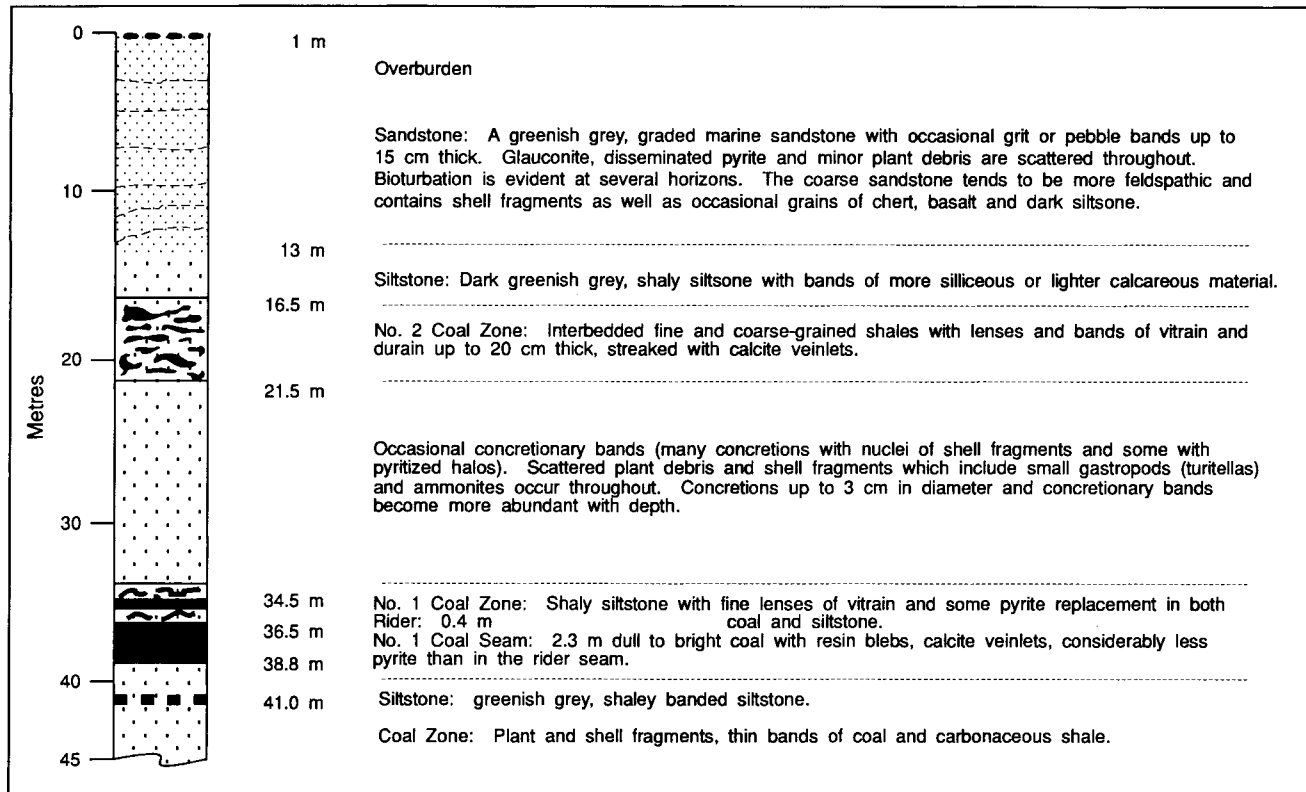 0
1 m
Overburden
Sandstone: A greenish grey, graded marine sandstone with occasional grit or pebble bands up to
15 cm thick. Glauconite, disseminated pyrite and minor plant debris are scattered throughout.
Bioturbation is evident at several horizons. The coarse sandstone tends to be more feldspathic and
contains shell fragments as well as occasional grains of chert, basalt and dark siltsone.
10
13 m
Siltstone: Dark greenish grey, shaly siltsone with bands of more silliceous or lighter calcareous material.
16.5 m
No. 2 Coal Zone: Interbedded fine and coarse-grained shales with lenses and bands of vitrain and
durain up to 20 cm thick, streaked with calcite veinlets.
20
21.5 m
Metres
Occasional concretionary bands (many concretions with nuclei of shell fragments and some with
pyritized halos). Scattered plant debris and shell fragments which include small gastropods (turitellas)
and ammonites occur throughout. Concretions up to 3 cm in diameter and concretionary bands
become more abundant with depth.
30
34.5 m
No. 1 Coal Zone: Shaly siltstone with fine lenses of vitrain and some pyrite replacement in both
Rider: 0.4 m coal and siltstone.
36.5 m
No. 1 Coal Seam: 2.3 m dull to bright coal with resin blebs, calcite veinlets, considerably less
pyrite than in the rider seam.
38.8 m
40
41.0 m
Siltstone: greenish grey, shaley banded siltstone.
Coal Zone: Plant and shell fragments, thin bands of coal and carbonaceous shale.
45